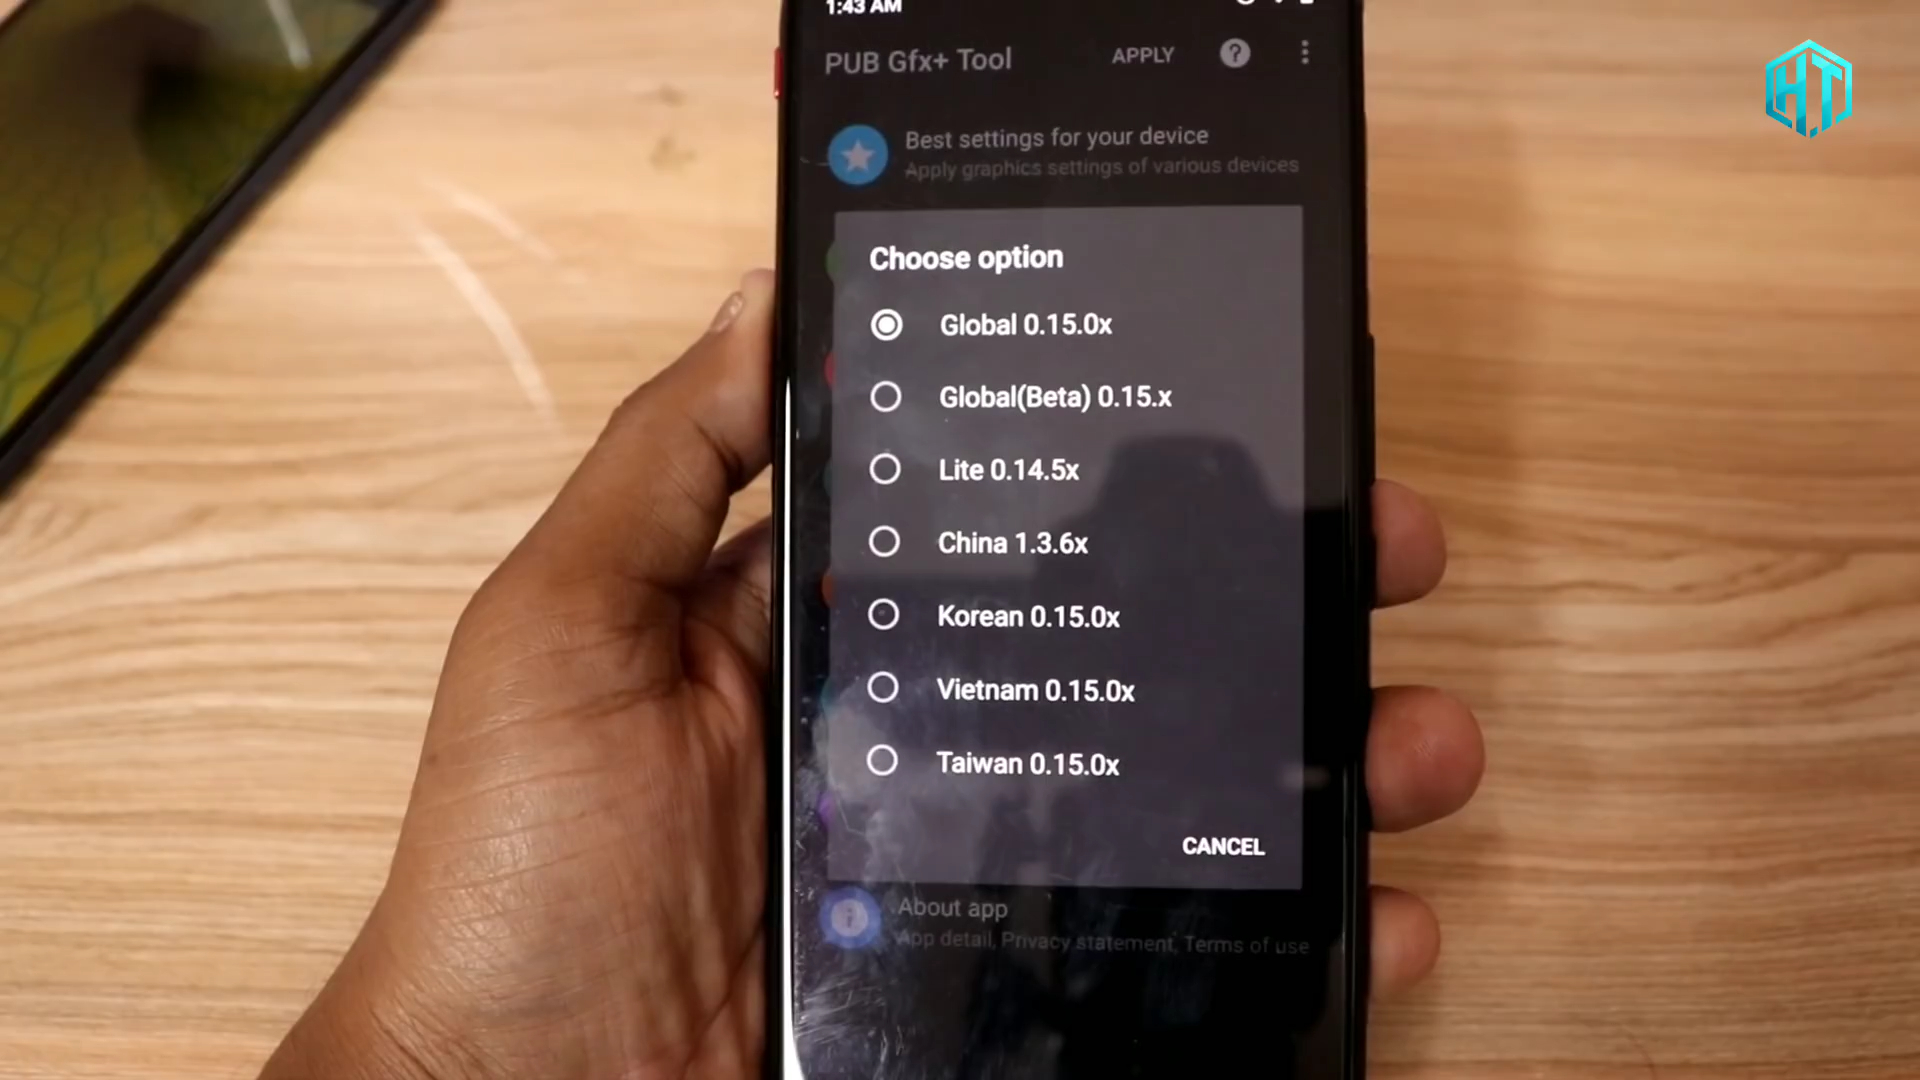 1:43 AM
PUB Gfx+ Tool APPLY ?
Best settings for your device
Apply graphics settings of various devices
Choose option
Global 0.15.0x
Global(Beta) 0.15.x
Lite 0.14.5x
China 1.3.6x
Korean 0.15.0x
Vietnam 0.15.0x
Taiwan 0.15.0x
CANCEL
About app
App detail, Privacy statement, Terms of use
HT